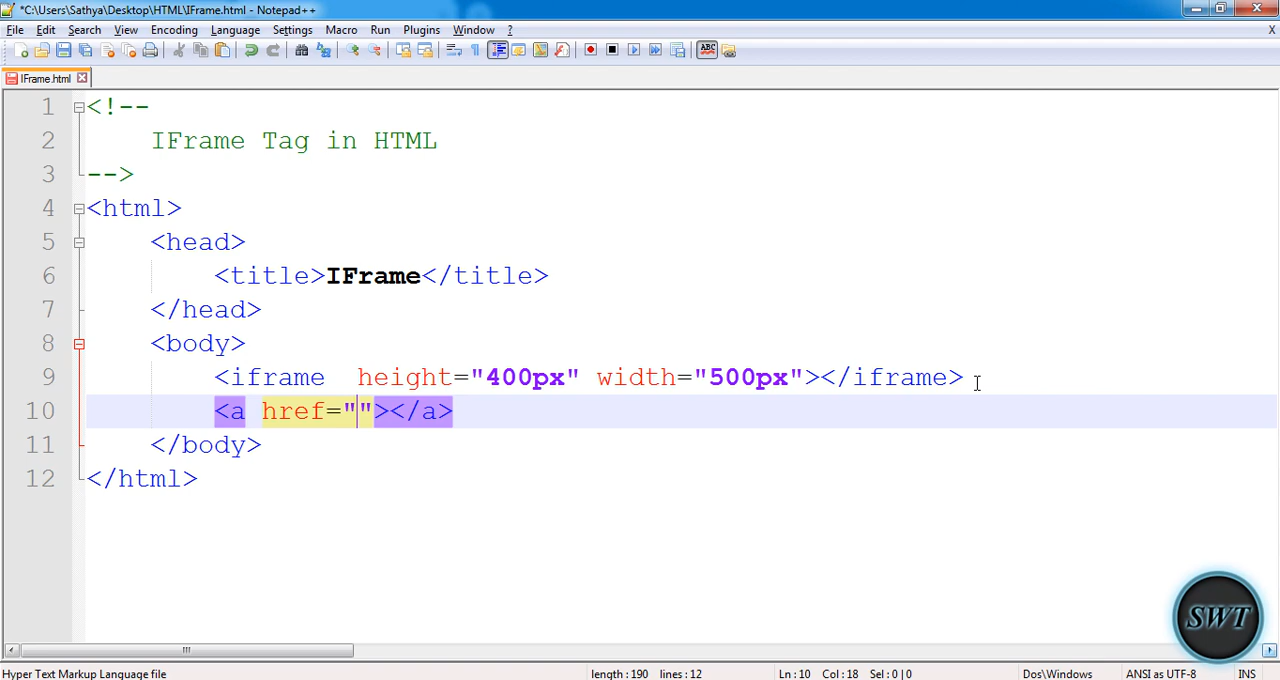 *C:\Users\Sathya\Desktop\HTML\IFrame.html - Notepad++
File Edit Search View Encoding Language Settings Macro Run Plugins Window ? X
ABC
IFrame.html
1 <!--
2 IFrame Tag in HTML
3 -->
4 <html>
5 <head>
6 <title>IFrame</title>
7 </head>
8 <body>
9 <iframe  height="400px" width="500px"></iframe>
10 <a href=""></a>
11 </body>
12 </html>
SWT
Hyper Text Markup Language file length : 190 lines : 12 Ln : 10 Col : 18 Sel : 0 | 0 Dos\Windows ANSI as UTF-8 INS